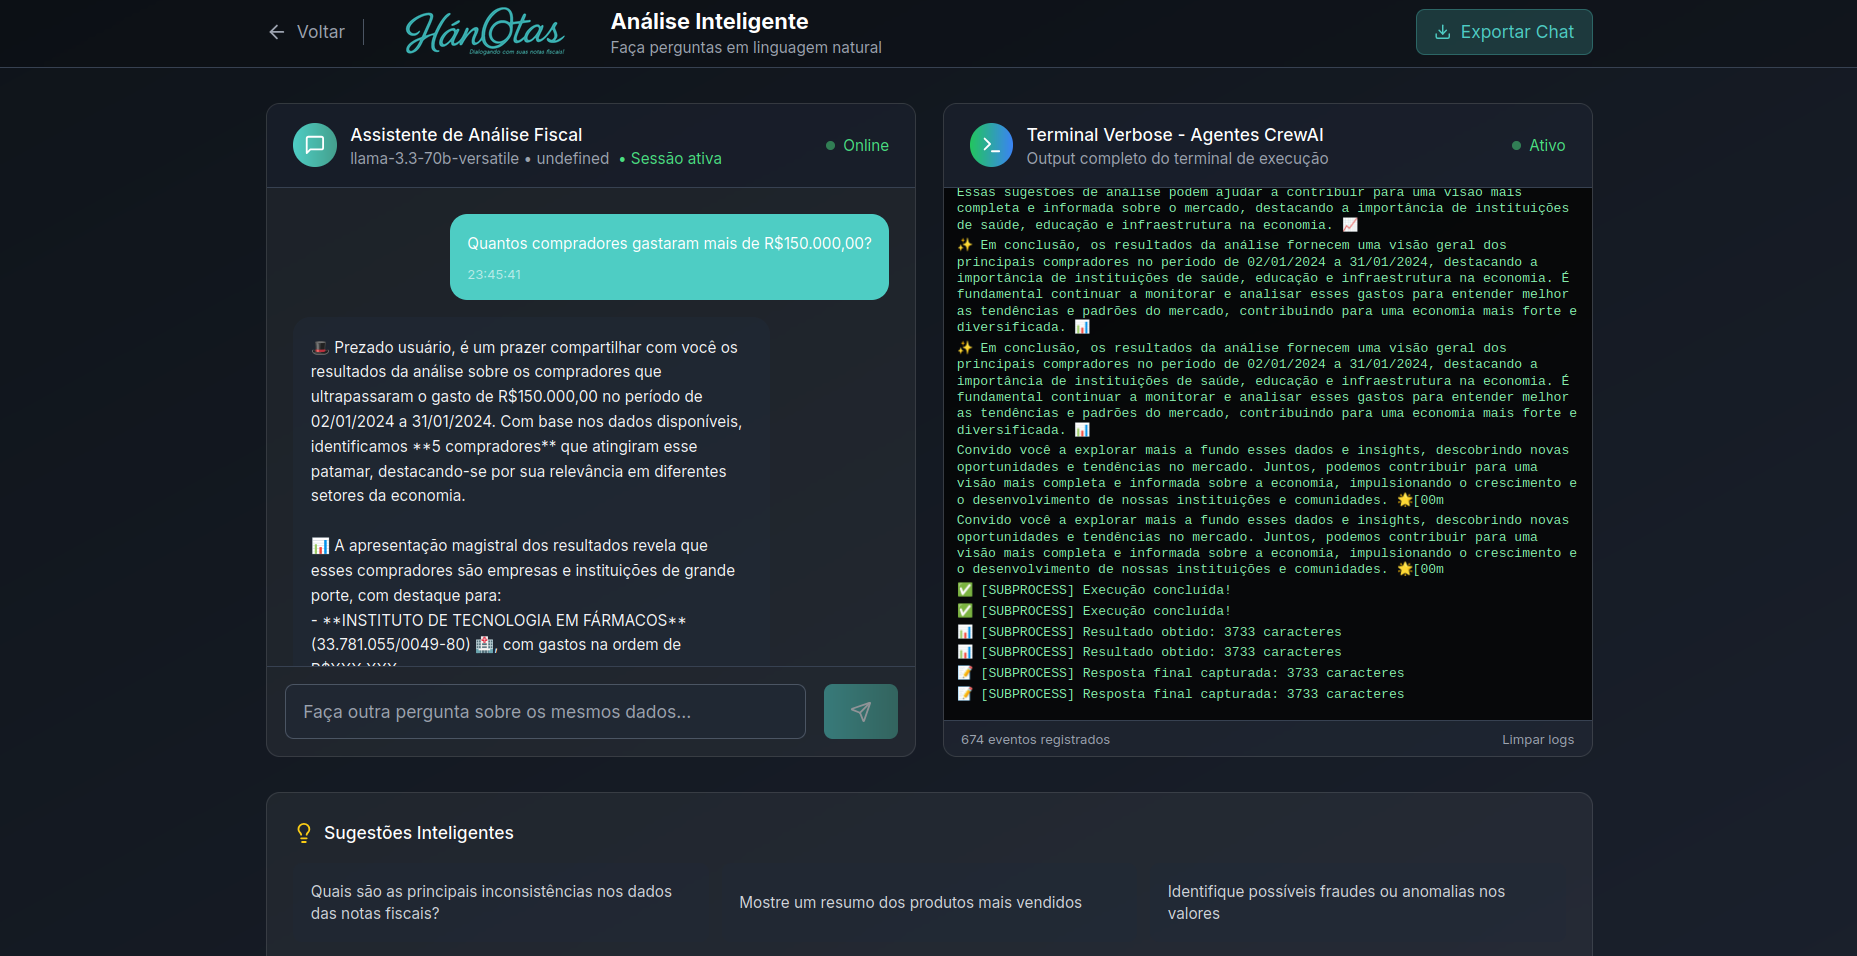 Voltar
HánOtas
Dialogando com suas notas fiscais!
Análise Inteligente
Faça perguntas em linguagem natural
Exportar Chat
Assistente de Análise Fiscal
llama-3.3-70b-versatile • undefined • Sessão ativa
Online
Quantos compradores gastaram mais de R$150.000,00?
23:45:41
🎩 Prezado usuário, é um prazer compartilhar com você os
resultados da análise sobre os compradores que
ultrapassaram o gasto de R$150.000,00 no período de
02/01/2024 a 31/01/2024. Com base nos dados disponíveis,
identificamos **5 compradores** que atingiram esse
patamar, destacando-se por sua relevância em diferentes
setores da economia.
📊 A apresentação magistral dos resultados revela que
esses compradores são empresas e instituições de grande
porte, com destaque para:
- **INSTITUTO DE TECNOLOGIA EM FÁRMACOS**
(33.781.055/0049-80) 🏥, com gastos na ordem de
R$XXX.XXX
Faça outra pergunta sobre os mesmos dados...
Terminal Verbose - Agentes CrewAI
Output completo do terminal de execução
Ativo
Essas sugestões de análise podem ajudar a contribuir para uma visão mais
completa e informada sobre o mercado, destacando a importância de instituições
de saúde, educação e infraestrutura na economia. 📈
✨ Em conclusão, os resultados da análise fornecem uma visão geral dos
principais compradores no período de 02/01/2024 a 31/01/2024, destacando a
importância de instituições de saúde, educação e infraestrutura na economia. É
fundamental continuar a monitorar e analisar esses gastos para entender melhor
as tendências e padrões do mercado, contribuindo para uma economia mais forte e
diversificada. 📊
✨ Em conclusão, os resultados da análise fornecem uma visão geral dos
principais compradores no período de 02/01/2024 a 31/01/2024, destacando a
importância de instituições de saúde, educação e infraestrutura na economia. É
fundamental continuar a monitorar e analisar esses gastos para entender melhor
as tendências e padrões do mercado, contribuindo para uma economia mais forte e
diversificada. 📊
Convido você a explorar mais a fundo esses dados e insights, descobrindo novas
oportunidades e tendências no mercado. Juntos, podemos contribuir para uma
visão mais completa e informada sobre a economia, impulsionando o crescimento e
o desenvolvimento de nossas instituições e comunidades. 🌟[00m
Convido você a explorar mais a fundo esses dados e insights, descobrindo novas
oportunidades e tendências no mercado. Juntos, podemos contribuir para uma
visão mais completa e informada sobre a economia, impulsionando o crescimento e
o desenvolvimento de nossas instituições e comunidades. 🌟[00m
✅ [SUBPROCESS] Execução concluída!
✅ [SUBPROCESS] Execução concluída!
📊 [SUBPROCESS] Resultado obtido: 3733 caracteres
📊 [SUBPROCESS] Resultado obtido: 3733 caracteres
📝 [SUBPROCESS] Resposta final capturada: 3733 caracteres
📝 [SUBPROCESS] Resposta final capturada: 3733 caracteres
674 eventos registrados
Limpar logs
Sugestões Inteligentes
Quais são as principais inconsistências nos dados
das notas fiscais?
Mostre um resumo dos produtos mais vendidos
Identifique possíveis fraudes ou anomalias nos
valores